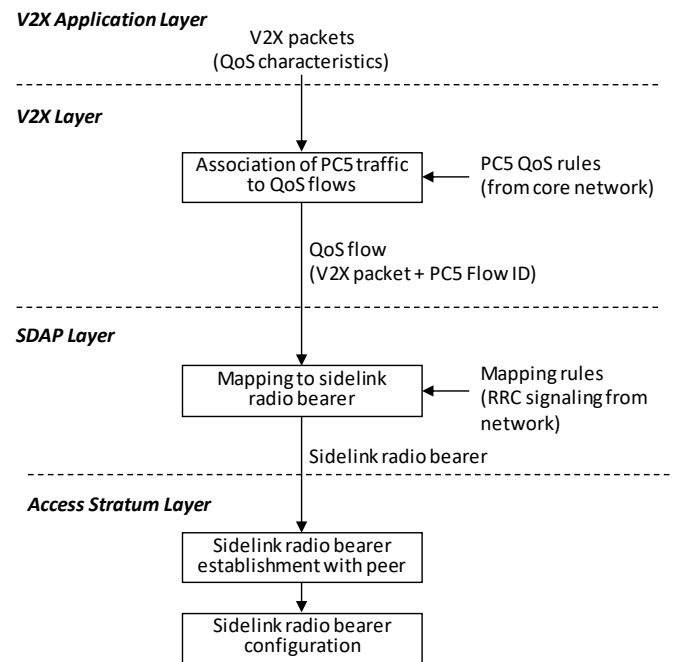 V2X Application Layer
V2X packets
(QoS characteristics)
V2X Layer
Association of PC5 traffic
to QoS flows
PC5 QoS rules
(from core network)
QoS flow
(V2X packet + PC5 Flow ID)
SDAP Layer
Mapping to sidelink
radio bearer
Mapping rules
(RRC signaling from
network)
Sidelink radio bearer
Access Stratum Layer
Sidelink radio bearer
establishment with peer
Sidelink radio bearer
configuration